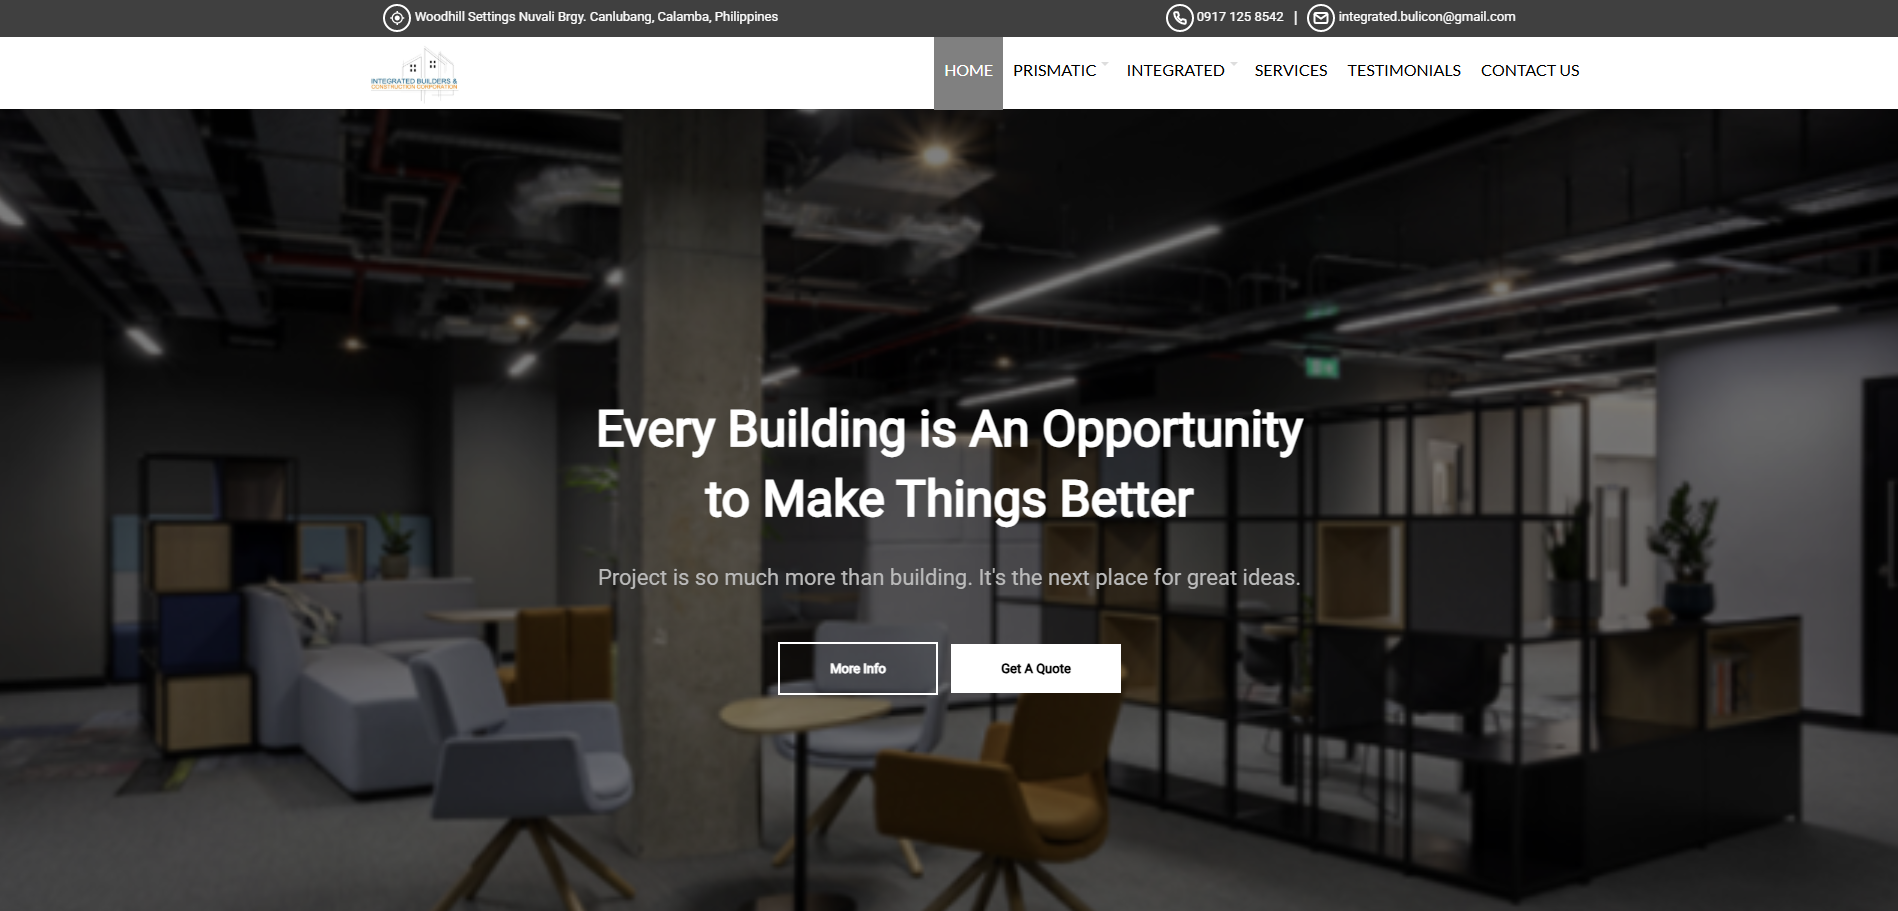 Woodhill Settings Nuvali Brgy. Canlubang, Calamba, Philippines
0917 125 8542 | integrated.bulicon@gmail.com
INTEGRATED BUILDERS &
CONSTRUCTION CORPORATION
HOME PRISMATIC INTEGRATED SERVICES TESTIMONIALS CONTACT US
Every Building is An Opportunity
to Make Things Better
Project is so much more than building. It's the next place for great ideas.
More Info Get A Quote